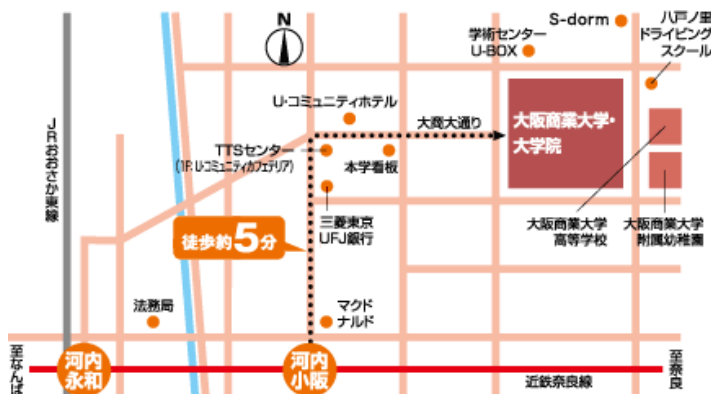 N
S-dorm
八戸ノ里
ドライビング
スクール
学術センター
U-BOX
U・コミュニティホテル
大商大通り
大阪商業大学・
大学院
JRおおさか東線
TTSセンター
(1F. U・コミュニティカフェテリア)
本学看板
三菱東京
UFJ銀行
大阪商業大学
高等学校
大阪商業大学
附属幼稚園
徒歩約5分
法務局
マクド
ナルド
至なんば
河内
永和
河内
小阪
近鉄奈良線
至奈良